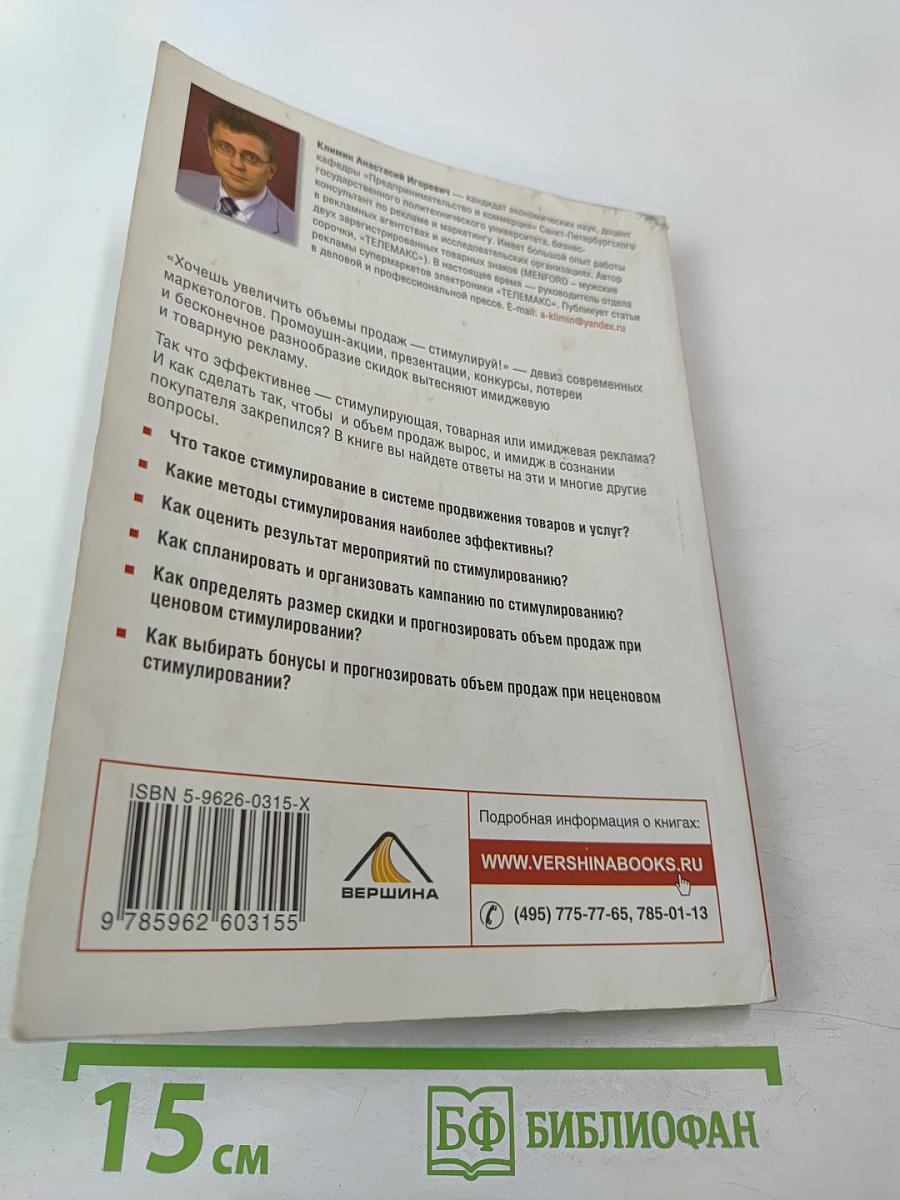 Климин Анастасий Игоревич — кандидат экономических наук, доцент
кафедры «Предпринимательство и коммерция» Санкт-Петербургского
государственного политехнического университета, бизнес-
консультант по рекламе и маркетингу. Имеет большой опыт работы
в рекламных агентствах и исследовательских организациях. Автор
двух зарегистрированных товарных знаков (MENFORD – мужские
сорочки, «ТЕЛЕМАКС»). В настоящее время — руководитель отдела
рекламы супермаркетов электроники «ТЕЛЕМАКС». Публикует статьи
в деловой и профессиональной прессе. E-mail: a-klimin@yandex.ru
«Хочешь увеличить объемы продаж — стимулируй!» — девиз современных
маркетологов. Промоушн-акции, презентации, конкурсы, лотереи
и бесконечное разнообразие скидок вытесняют имиджевую
и товарную рекламу.
Так что эффективнее — стимулирующая, товарная или имиджевая реклама?
И как сделать так, чтобы и объем продаж вырос, и имидж в сознании
покупателя закрепился? В книге вы найдете ответы на эти и многие другие
вопросы.
Что такое стимулирование в системе продвижения товаров и услуг?
Какие методы стимулирования наиболее эффективны?
Как оценить результат мероприятий по стимулированию?
Как спланировать и организовать кампанию по стимулированию?
Как определять размер скидки и прогнозировать объем продаж при
ценовом стимулировании?
Как выбирать бонусы и прогнозировать объем продаж при неценовом
стимулировании?
ISBN 5-9626-0315-X
9 785962 603155
ВЕРШИНА
Подробная информация о книгах:
WWW.VERSHINABOOKS.RU
(495) 775-77-65, 785-01-13
15 см
БФ БИБЛИОФАН